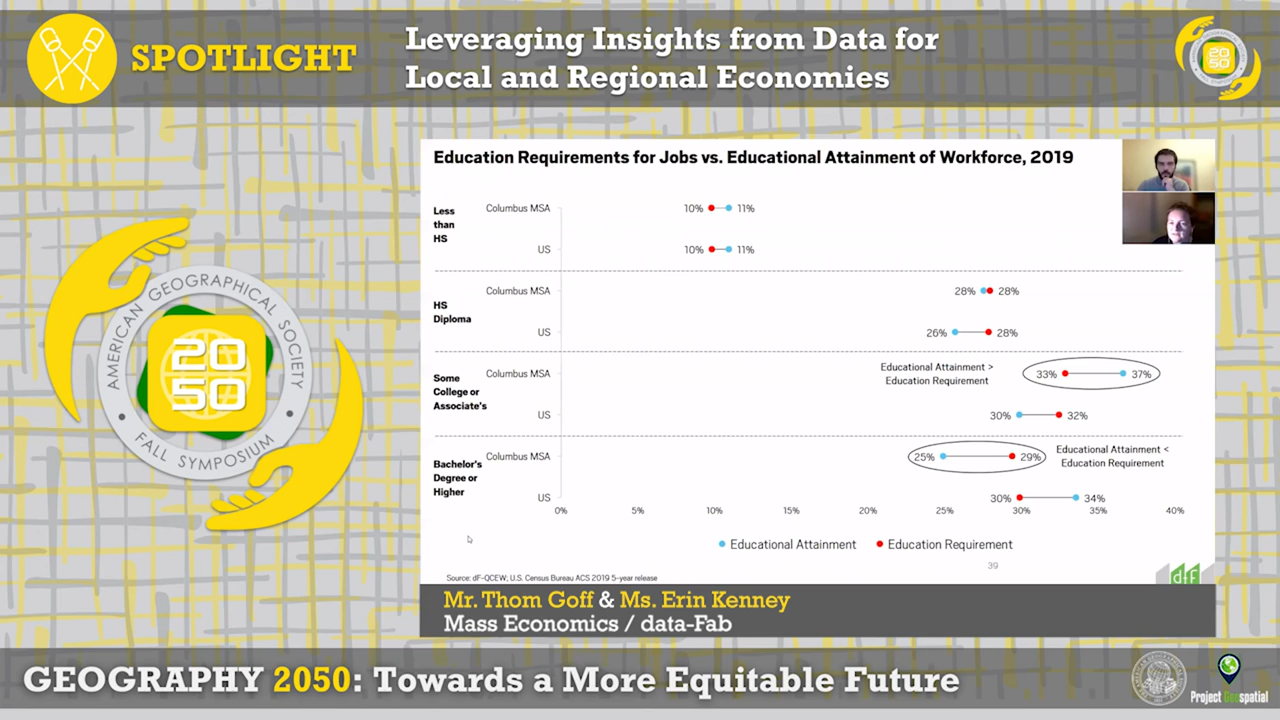 SPOTLIGHT
Leveraging Insights from Data for
Local and Regional Economies
20
50
AMERICAN GEOGRAPHICAL SOCIETY
• FALL SYMPOSIUM •
20
50
Education Requirements for Jobs vs. Educational Attainment of Workforce, 2019
Less
than
HS
Columbus MSA
10% 11%
US
10% 11%
HS
Diploma
Columbus MSA
28% 28%
US
26% 28%
Some
College or
Associate's
Columbus MSA
Educational Attainment >
Education Requirement
33% 37%
US
30% 32%
Bachelor's
Degree or
Higher
Columbus MSA
25% 29%
Educational Attainment <
Education Requirement
US
30% 34%
0% 5% 10% 15% 20% 25% 30% 35% 40%
Educational Attainment Education Requirement
39
Source: dF-QCEW; U.S. Census Bureau ACS 2019 5-year release
dF
Mr. Thom Goff & Ms. Erin Kenney
Mass Economics / data-Fab
GEOGRAPHY 2050: Towards a More Equitable Future
Project Geospatial